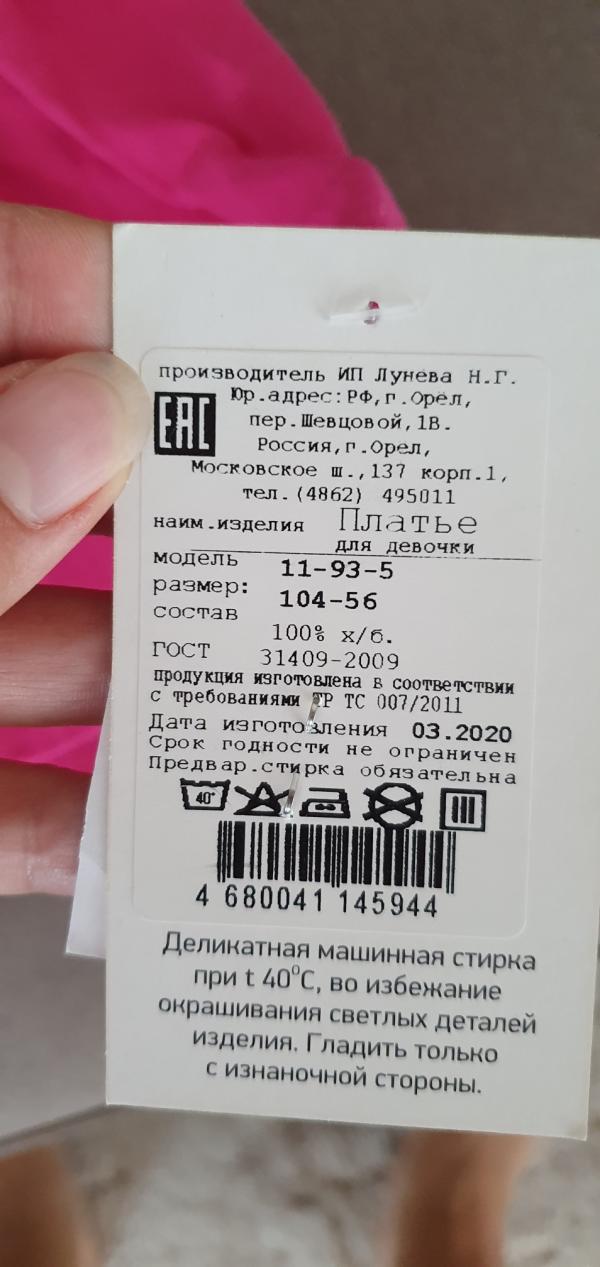 производитель ИП Лунева Н.Г.
Юр.адрес:РФ,г.Орел,
EAC
пер.Шевцовой,1В.
Россия,г.Орел,
Московское ш.,137 корп.1,
тел.(4862) 495011
наим.изделия Платье
для девочки
модель 11-93-5
размер: 104-56
состав
100% х/б.
ГОСТ 31409-2009
продукция изготовлена в соответствии
с требованиями ТР ТС 007/2011
Дата изготовления 03.2020
Срок годности не ограничен
Предвар.стирка обязательна
40°
4 680041 145944
Деликатная машинная стирка
при t 40°С, во избежание
окрашивания светлых деталей
изделия. Гладить только
с изнаночной стороны.